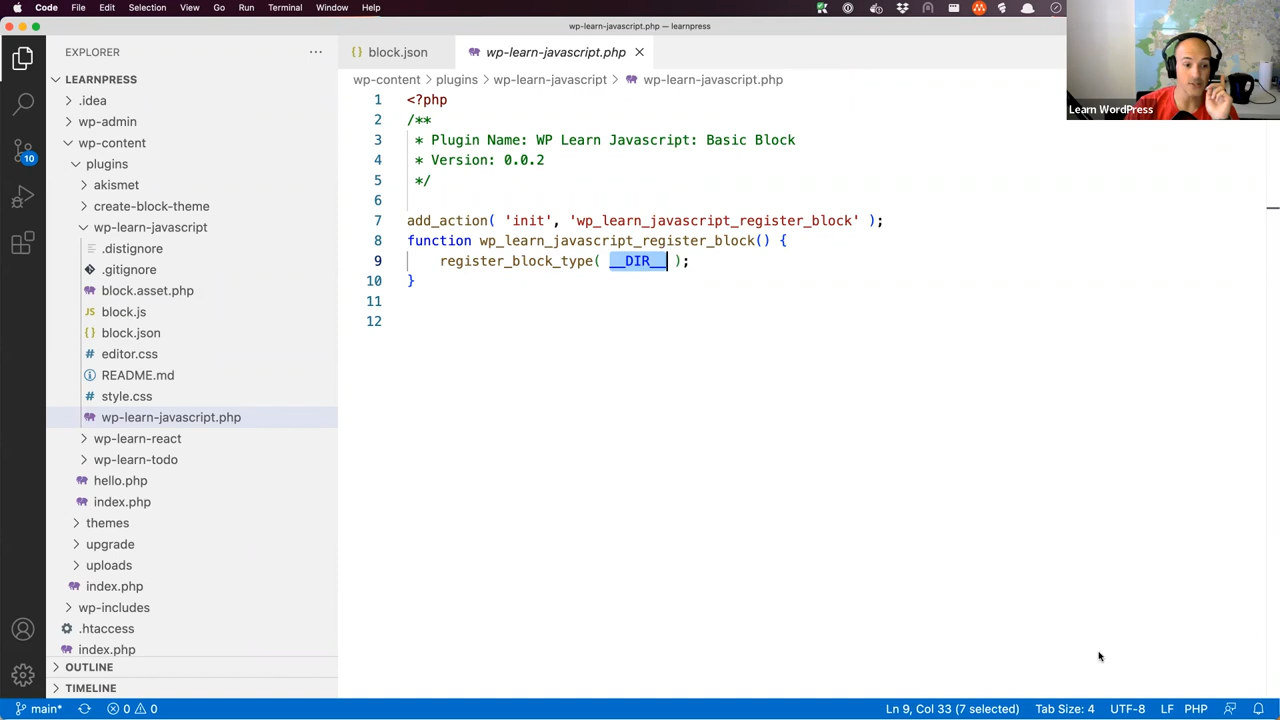 Code File Edit Selection View Go Run Terminal Window Help
wp-learn-javascript.php — learnpress
EXPLORER
LEARNPRESS
.idea
wp-admin
wp-content
plugins
akismet
create-block-theme
wp-learn-javascript
.distignore
.gitignore
block.asset.php
block.js
block.json
editor.css
README.md
style.css
wp-learn-javascript.php
wp-learn-react
wp-learn-todo
hello.php
index.php
themes
upgrade
uploads
index.php
wp-includes
.htaccess
index.php
OUTLINE
TIMELINE
10
{} block.json
wp-learn-javascript.php
wp-content > plugins > wp-learn-javascript > wp-learn-javascript.php
1 <?php
2 /**
3 * Plugin Name: WP Learn Javascript: Basic Block
4 * Version: 0.0.2
5 */
6
7 add_action( 'init', 'wp_learn_javascript_register_block' );
8 function wp_learn_javascript_register_block() {
9 register_block_type( __DIR__ );
10 }
11
12
Learn WordPress
main* 0 0 Ln 9, Col 33 (7 selected) Tab Size: 4 UTF-8 LF PHP